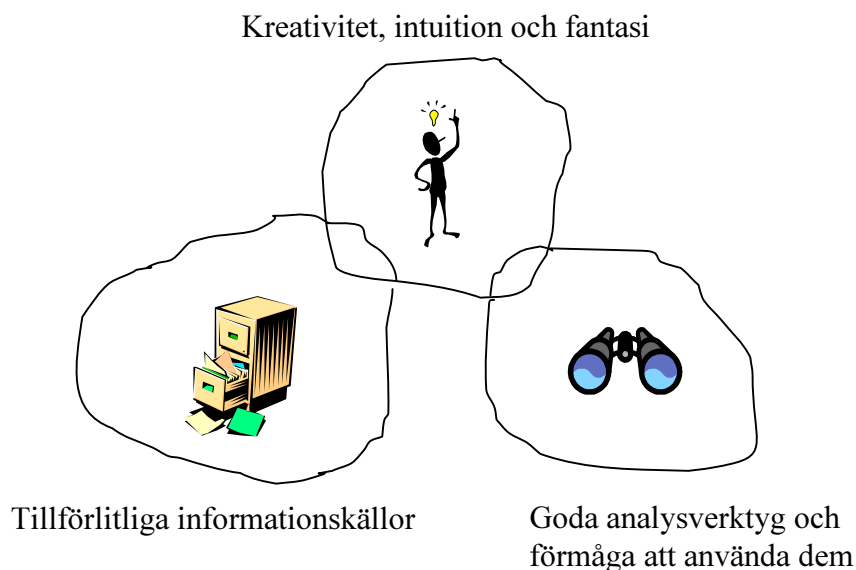 Kreativitet, intuition och fantasi
Tillförlitliga informationskällor
Goda analysverktyg och
förmåga att använda dem